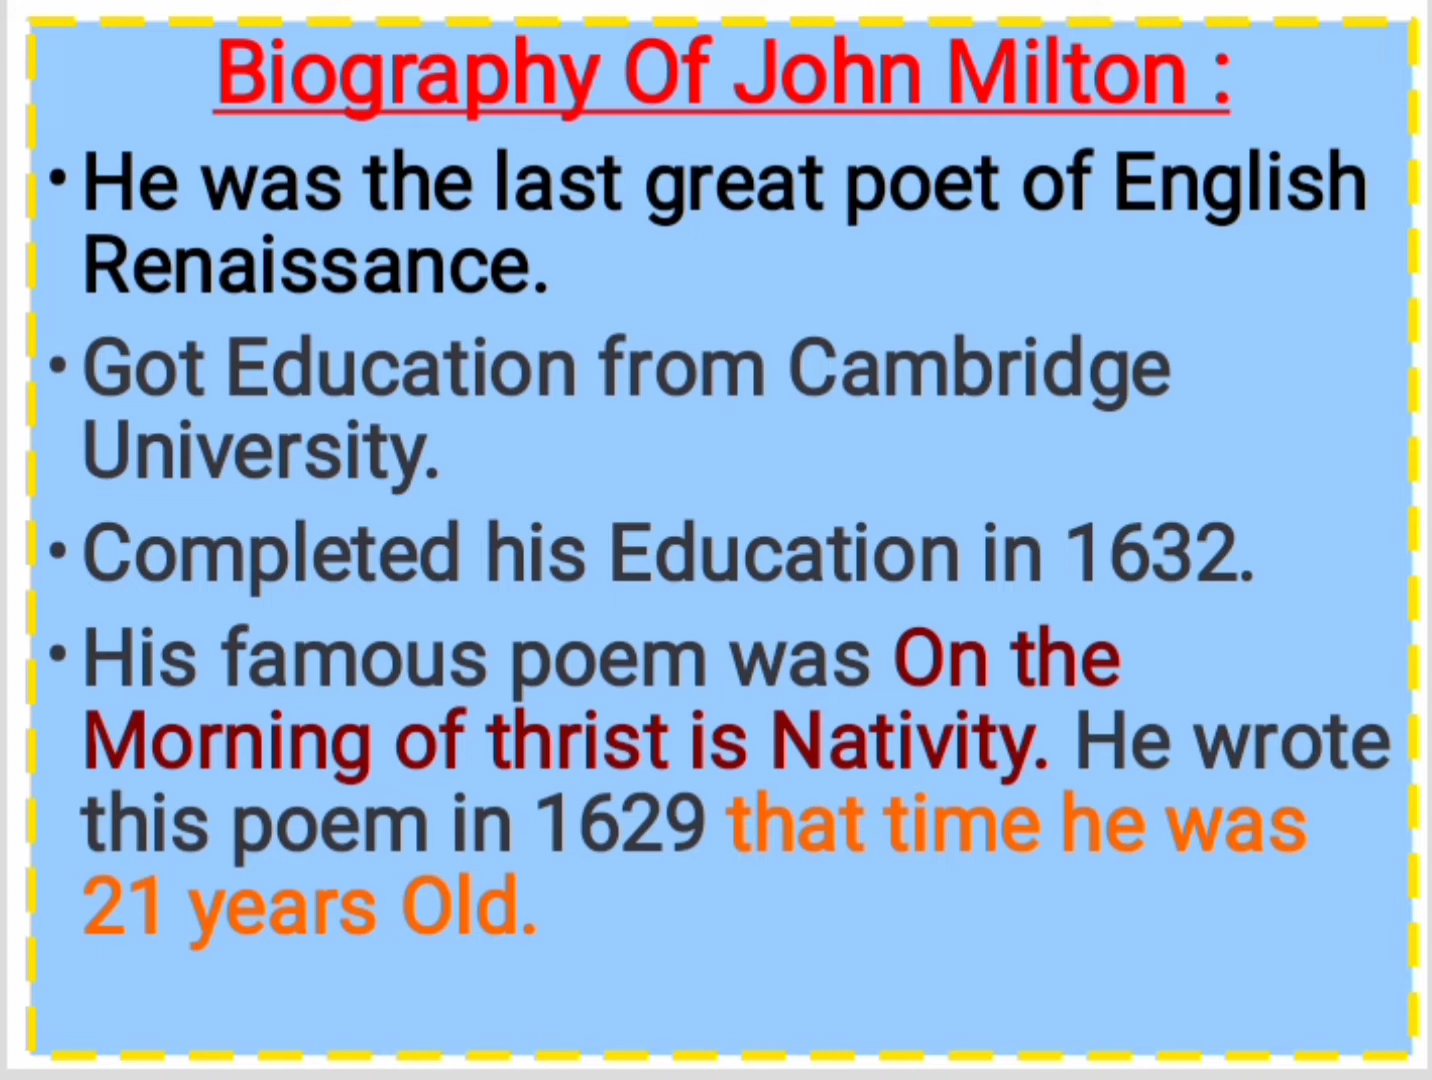 Biography Of John Milton :
• He was the last great poet of English
Renaissance.
• Got Education from Cambridge
University.
• Completed his Education in 1632.
• His famous poem was On the
Morning of thrist is Nativity. He wrote
this poem in 1629 that time he was
21 years Old.